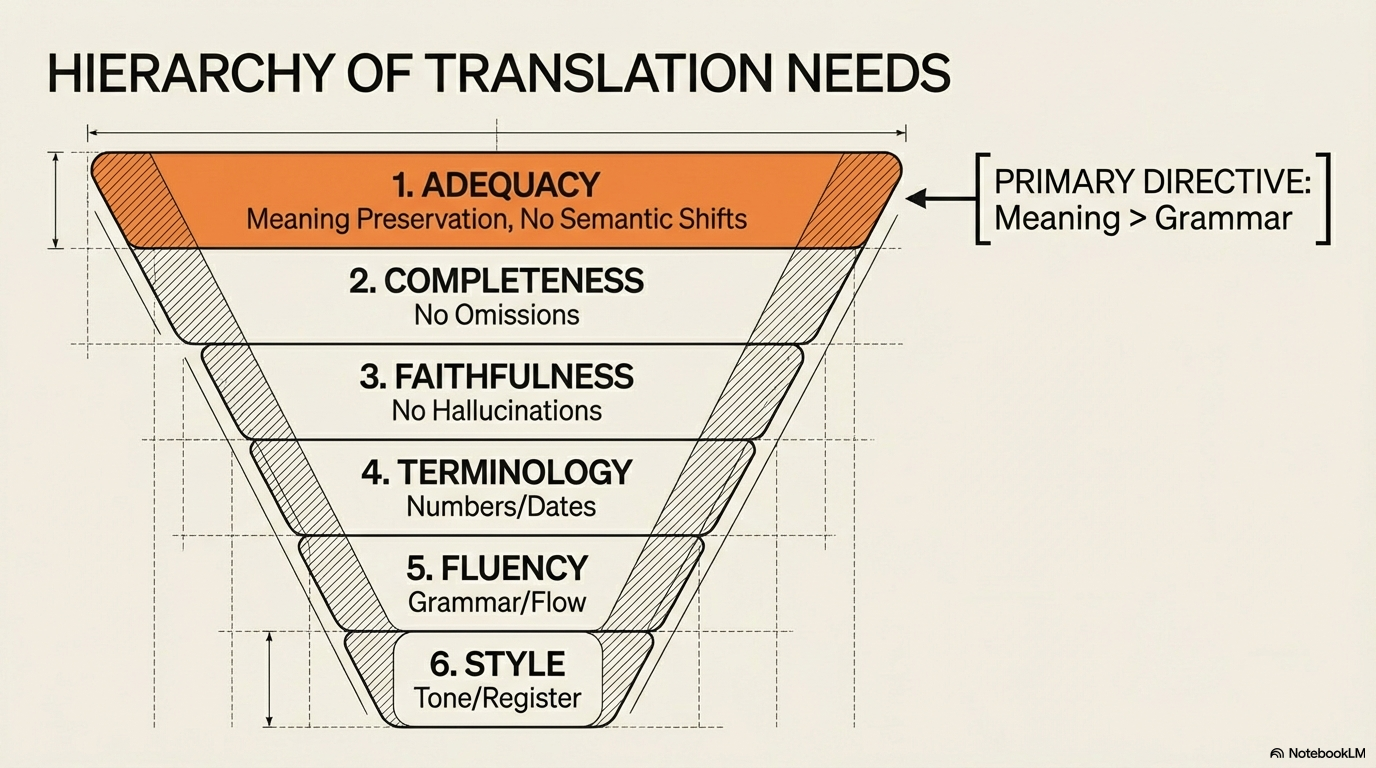 HIERARCHY OF TRANSLATION NEEDS
1. ADEQUACY
Meaning Preservation, No Semantic Shifts
PRIMARY DIRECTIVE:
Meaning > Grammar
2. COMPLETENESS
No Omissions
3. FAITHFULNESS
No Hallucinations
4. TERMINOLOGY
Numbers/Dates
5. FLUENCY
Grammar/Flow
6. STYLE
Tone/Register
NotebookLM